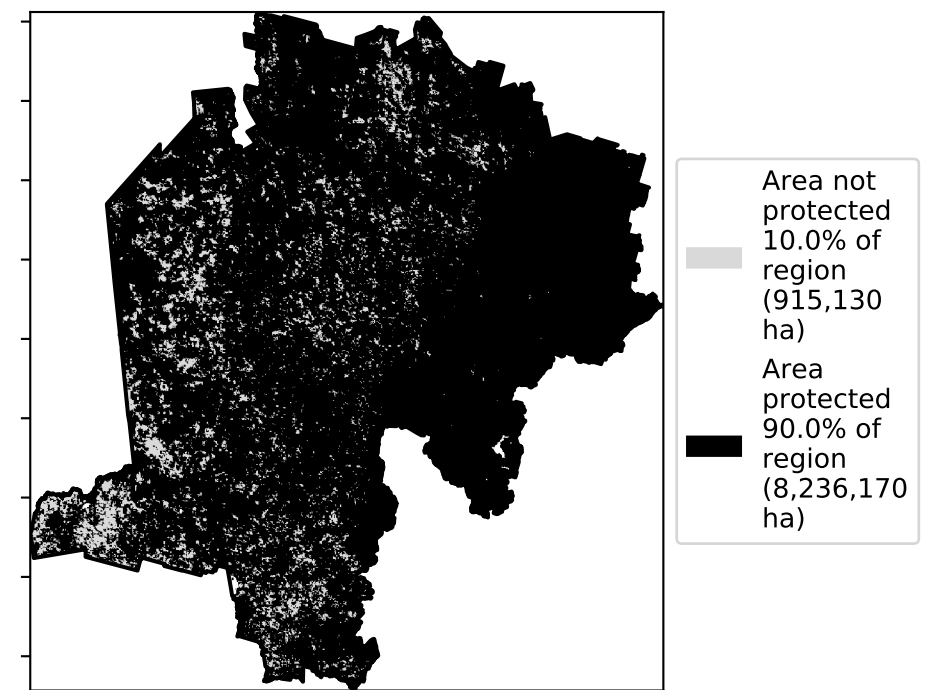 Area not
protected
10.0% of
region
(915,130
ha)
Area
protected
90.0% of
region
(8,236,170
ha)